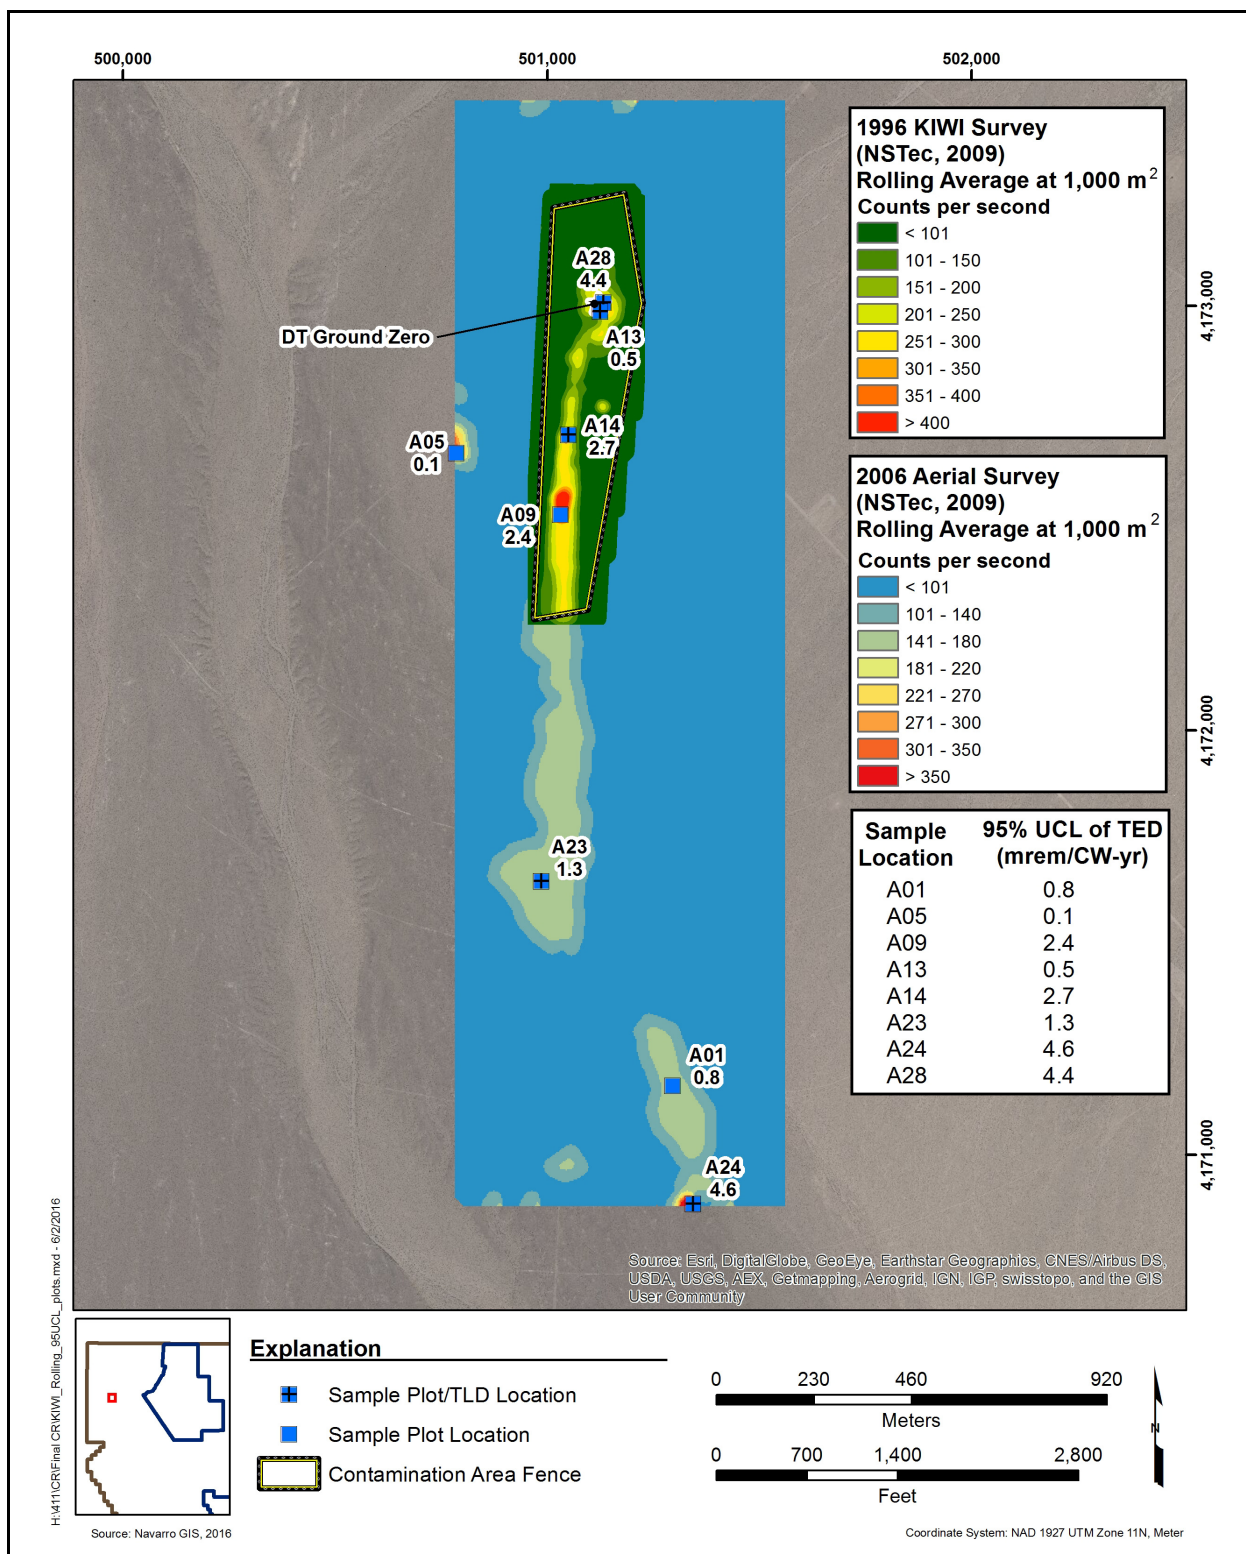 500,000
501,000
502,000
1996 KIWI Survey
(NSTec, 2009)
Rolling Average at 1,000 m²
Counts per second
< 101
101 - 150
151 - 200
201 - 250
251 - 300
301 - 350
351 - 400
> 400
2006 Aerial Survey
(NSTec, 2009)
Rolling Average at 1,000 m²
Counts per second
< 101
101 - 140
141 - 180
181 - 220
221 - 270
271 - 300
301 - 350
> 350
Sample Location 95% UCL of TED (mrem/CW-yr)
A01 0.8
A05 0.1
A09 2.4
A13 0.5
A14 2.7
A23 1.3
A24 4.6
A28 4.4
A28
4.4
DT Ground Zero
A13
0.5
A14
2.7
A05
0.1
A09
2.4
A23
1.3
A01
0.8
A24
4.6
4,173,000
4,172,000
4,171,000
Source: Esri, DigitalGlobe, GeoEye, Earthstar Geographics, CNES/Airbus DS,
USDA, USGS, AEX, Getmapping, Aerogrid, IGN, IGP, swisstopo, and the GIS
User Community
H:\411\CR\Final CR\KIWI_Rolling_95UCL_plots.mxd - 6/2/2016
Explanation
Sample Plot/TLD Location
Sample Plot Location
Contamination Area Fence
0 230 460 920
Meters
0 700 1,400 2,800
Feet
N
Source: Navarro GIS, 2016
Coordinate System: NAD 1927 UTM Zone 11N, Meter